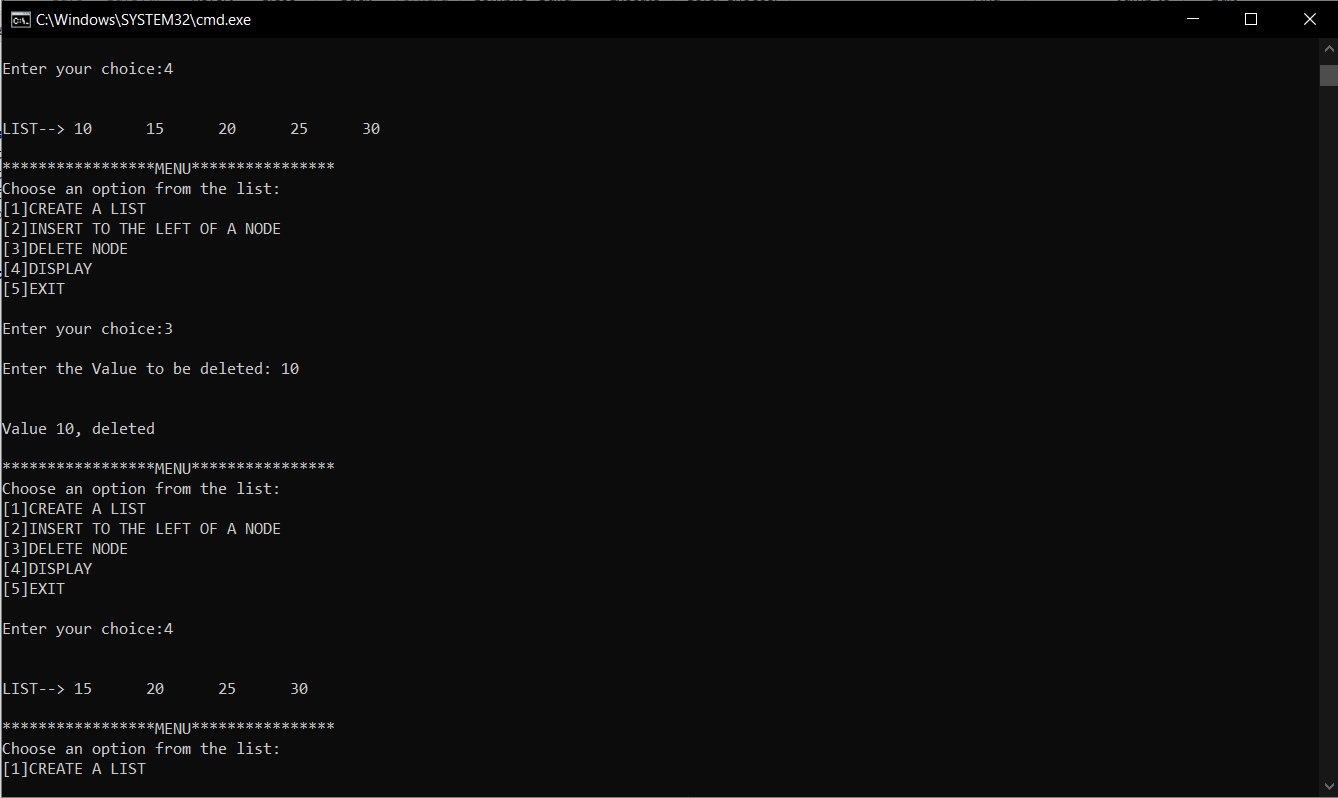 C:\Windows\SYSTEM32\cmd.exe
Enter your choice:4
LIST--> 10 15 20 25 30
*****************MENU****************
Choose an option from the list:
[1]CREATE A LIST
[2]INSERT TO THE LEFT OF A NODE
[3]DELETE NODE
[4]DISPLAY
[5]EXIT
Enter your choice:3
Enter the Value to be deleted: 10
Value 10, deleted
*****************MENU****************
Choose an option from the list:
[1]CREATE A LIST
[2]INSERT TO THE LEFT OF A NODE
[3]DELETE NODE
[4]DISPLAY
[5]EXIT
Enter your choice:4
LIST--> 15 20 25 30
*****************MENU****************
Choose an option from the list:
[1]CREATE A LIST